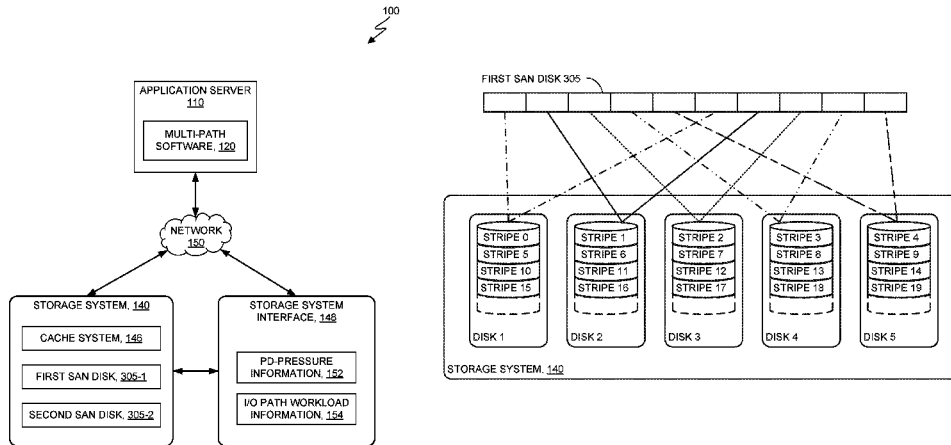 100
APPLICATION SERVER
110
MULTI-PATH
SOFTWARE, 120
NETWORK
150
STORAGE SYSTEM, 140
CACHE SYSTEM, 146
FIRST SAN DISK, 305-1
SECOND SAN DISK, 305-2
STORAGE SYSTEM
INTERFACE, 148
PD-PRESSURE
INFORMATION, 152
I/O PATH WORKLOAD
INFORMATION, 154
FIRST SAN DISK 305
STRIPE 0
STRIPE 5
STRIPE 10
STRIPE 15
DISK 1
STRIPE 1
STRIPE 6
STRIPE 11
STRIPE 16
DISK 2
STRIPE 2
STRIPE 7
STRIPE 12
STRIPE 17
DISK 3
STRIPE 3
STRIPE 8
STRIPE 13
STRIPE 18
DISK 4
STRIPE 4
STRIPE 9
STRIPE 14
STRIPE 19
DISK 5
STORAGE SYSTEM, 140